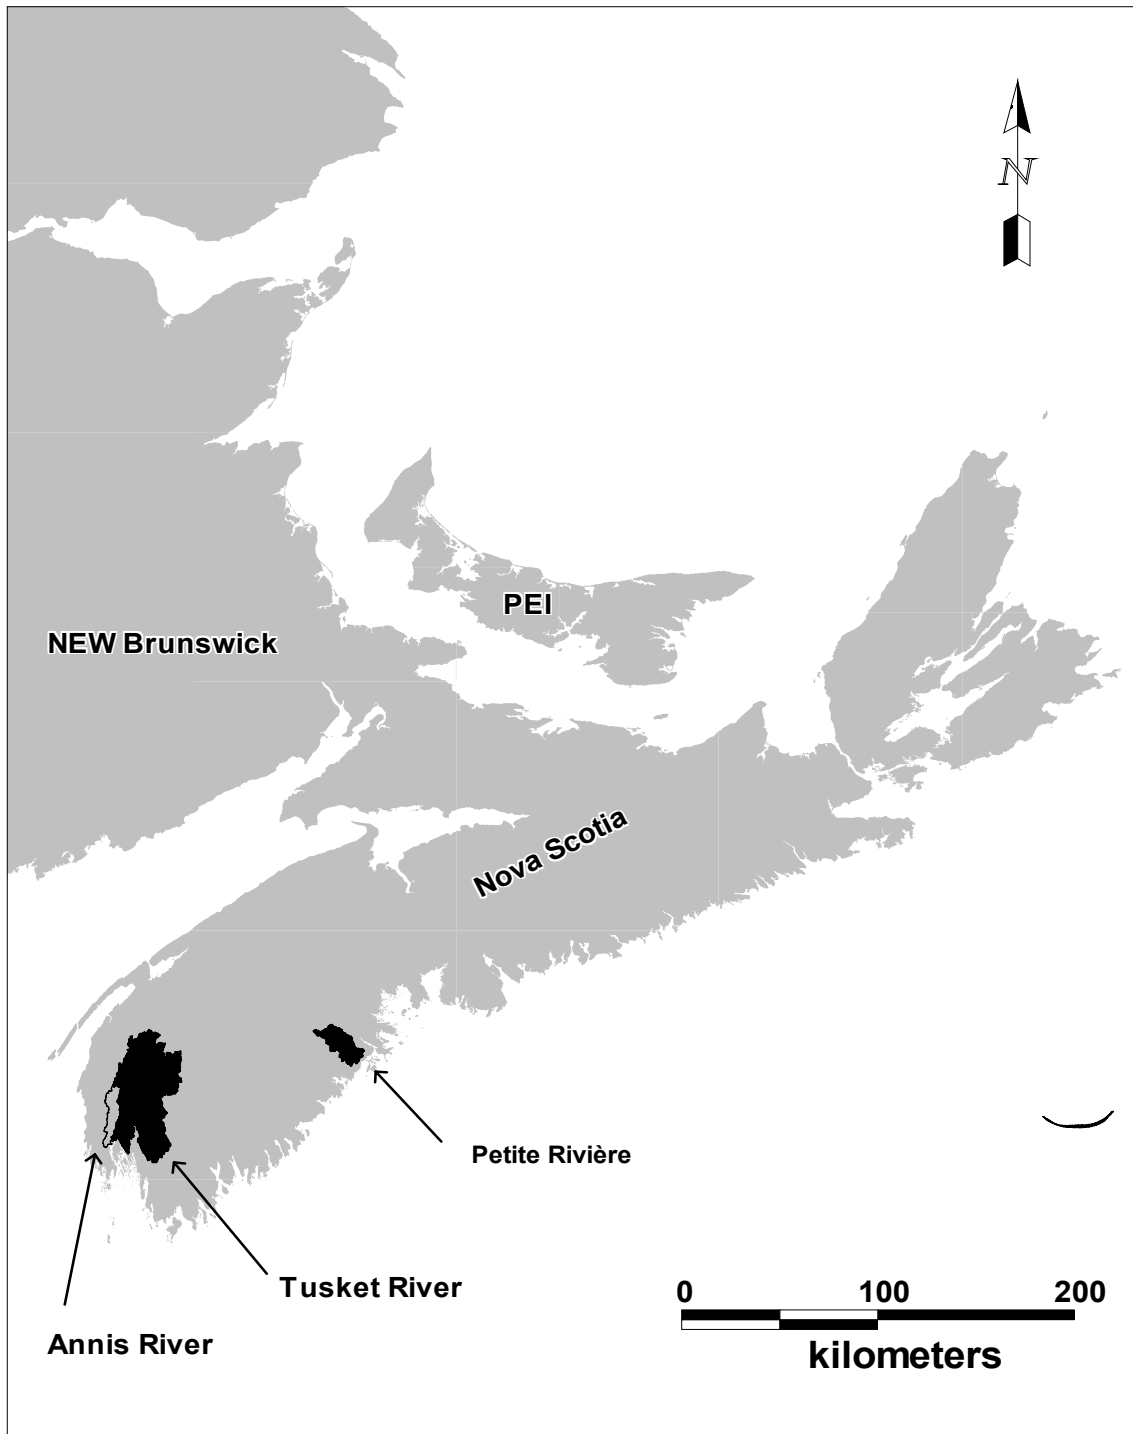 N
PEI
NEW Brunswick
Nova Scotia
Petite Rivière
Tusket River
Annis River
0 100 200
kilometers